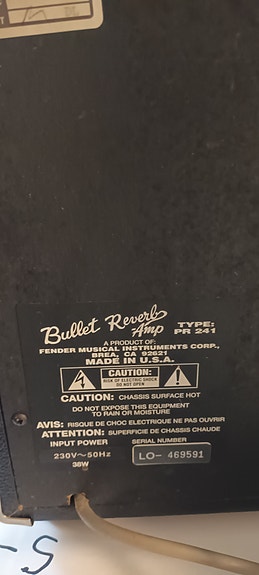 Bullet Reverb
Amp
TYPE:
PR 241
A PRODUCT OF:
FENDER MUSICAL INSTRUMENTS CORP.,
BREA, CA 92621
MADE IN U.S.A.
CAUTION:
RISK OF ELECTRIC SHOCK
DO NOT OPEN
CAUTION: CHASSIS SURFACE HOT
DO NOT EXPOSE THIS EQUIPMENT
TO RAIN OR MOISTURE
AVIS: RISQUE DE CHOC ELECTRIQUE NE PAS OUVRIR
ATTENTION: SUPERFICIE DE CHASSIS CHAUDE
INPUT POWER
230V~50Hz
38W
SERIAL NUMBER
LO- 469591